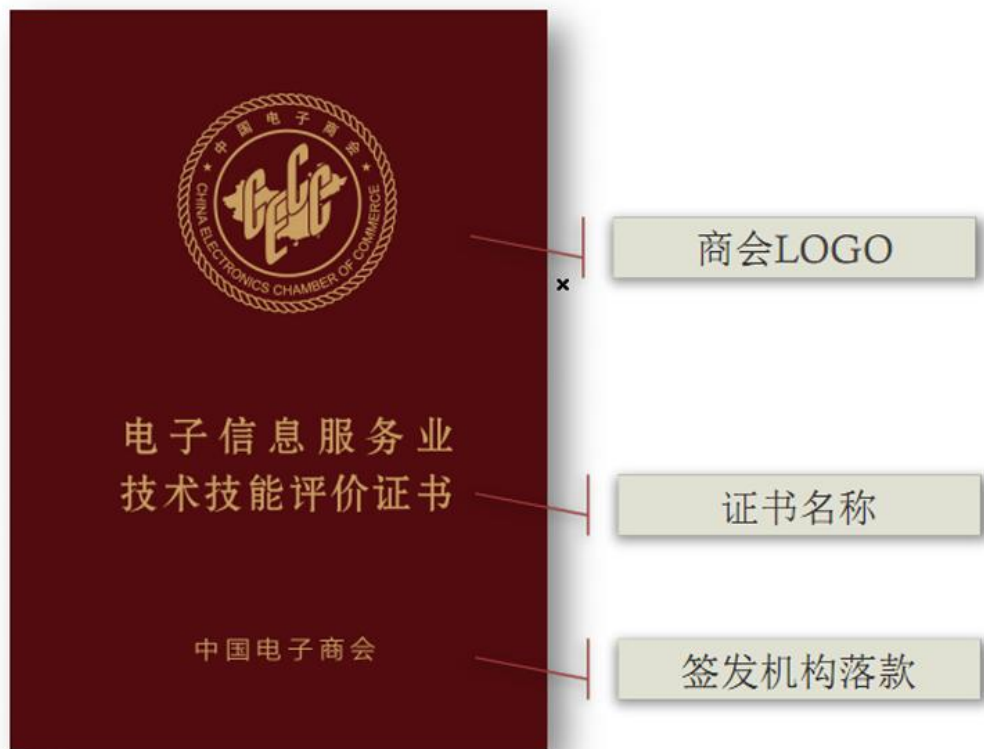 中国电子商会
CECC
CHINA ELECTRONICS CHAMBER OF COMMERCE
商会LOGO
电子信息服务业
技术技能评价证书
证书名称
中国电子商会
签发机构落款